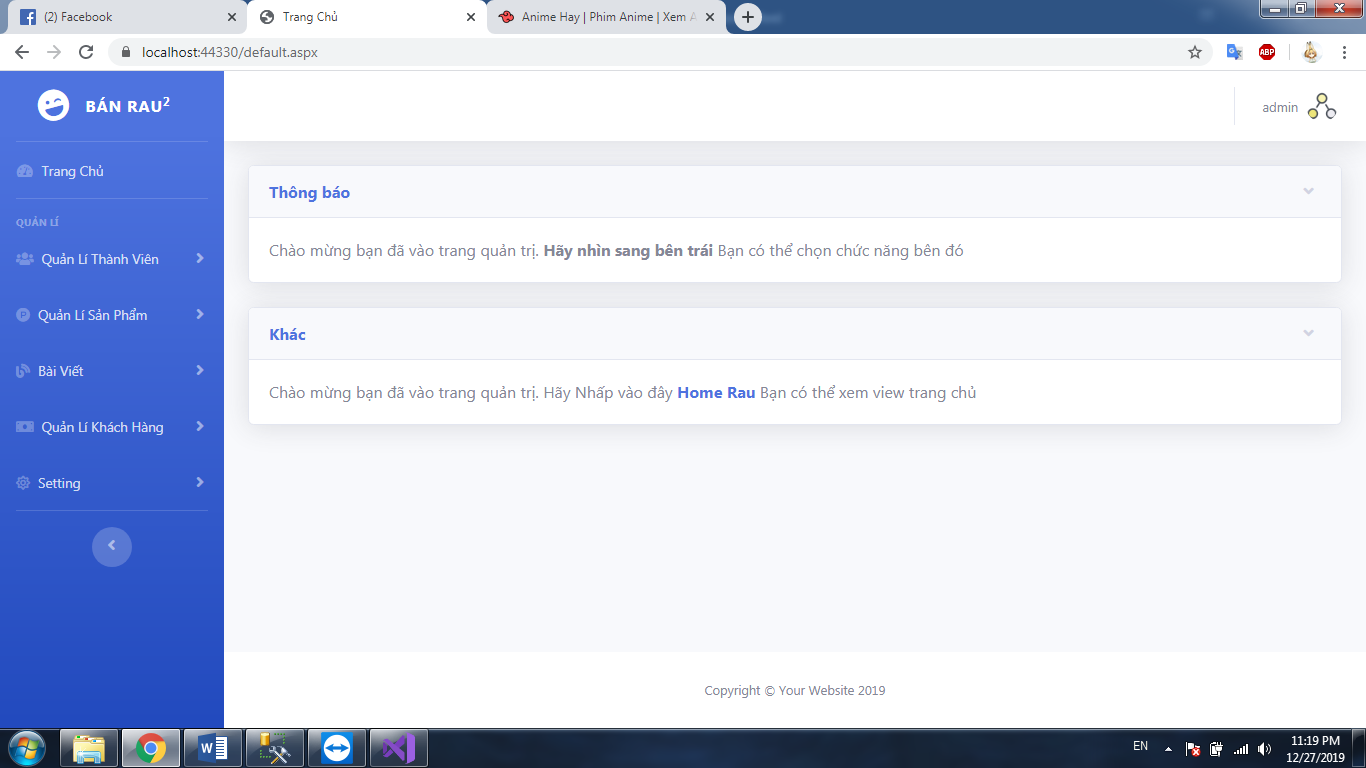 (2) Facebook
Trang Chủ
Anime Hay | Phim Anime | Xem A
localhost:44330/default.aspx
ABP
BÁN RAU2
admin
Trang Chủ
QUẢN LÍ
Quản Lí Thành Viên
Quản Lí Sản Phẩm
Bài Viết
Quản Lí Khách Hàng
Setting
Thông báo
Chào mừng bạn đã vào trang quản trị. Hãy nhìn sang bên trái Bạn có thể chọn chức năng bên đó
Khác
Chào mừng bạn đã vào trang quản trị. Hãy Nhấp vào đây Home Rau Bạn có thể xem view trang chủ
Copyright © Your Website 2019
EN
11:19 PM
12/27/2019